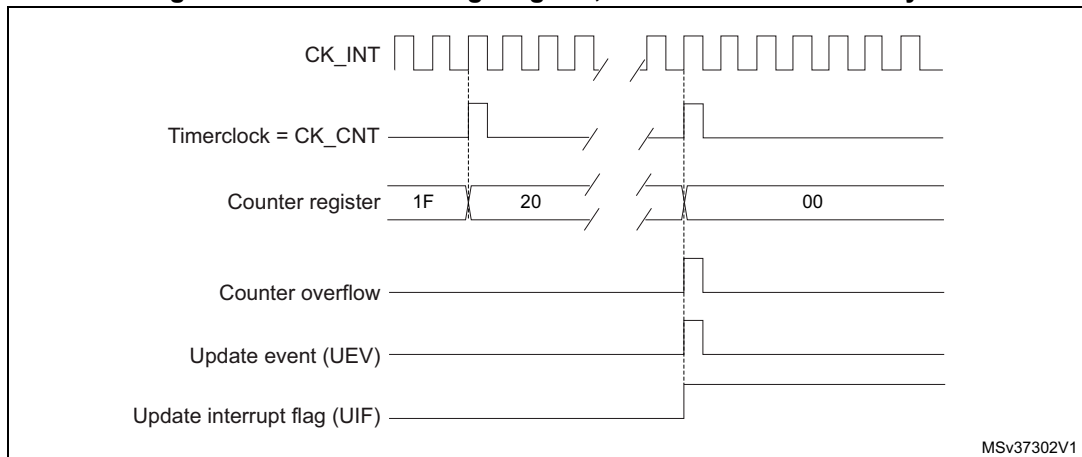 CK_INT
Timerclock = CK_CNT
Counter register
1F
20
00
Counter overflow
Update event (UEV)
Update interrupt flag (UIF)
MSv37302V1